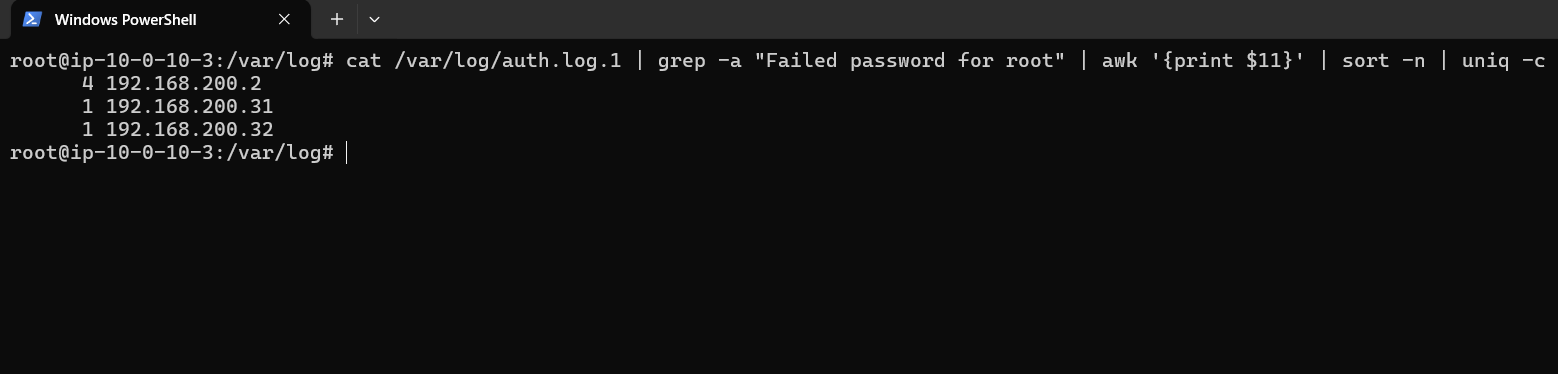 Windows PowerShell
root@ip-10-0-10-3:/var/log# cat /var/log/auth.log.1 | grep -a "Failed password for root" | awk '{print $11}' | sort -n | uniq -c
4 192.168.200.2
1 192.168.200.31
1 192.168.200.32
root@ip-10-0-10-3:/var/log#